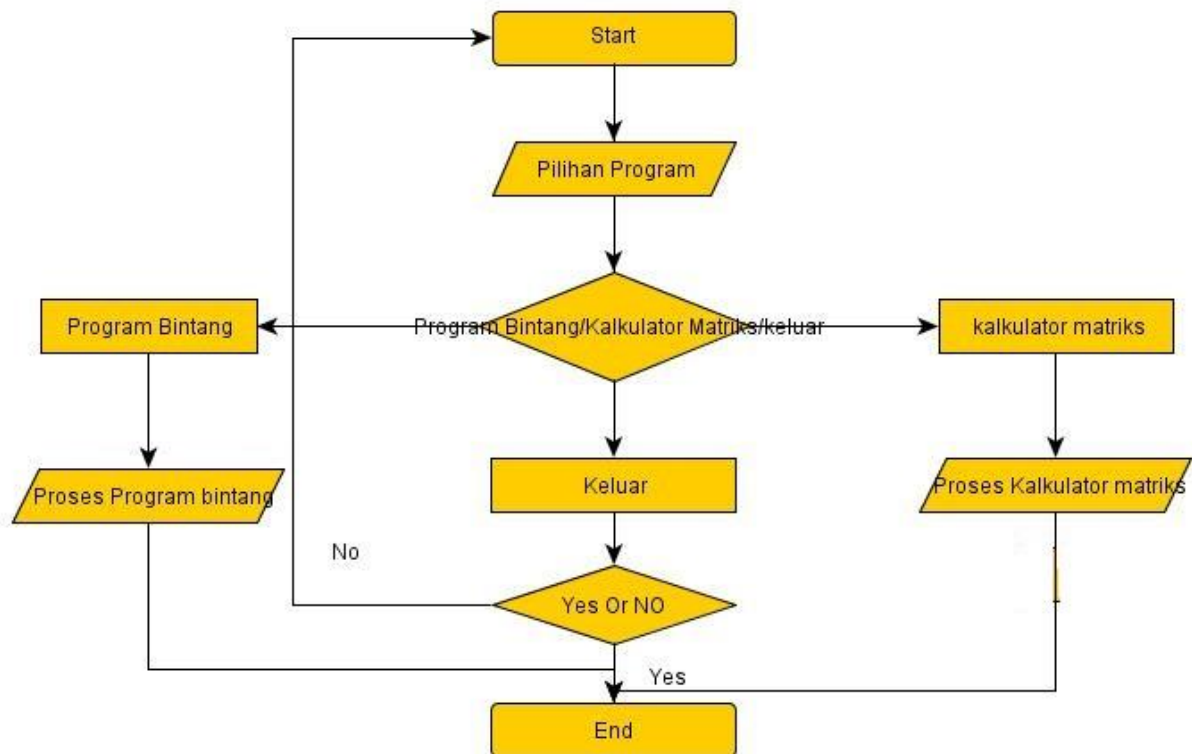 Start
Pilihan Program
Program Bintang
Program Bintang/Kalkulator Matriks/keluar
kalkulator matriks
Proses Program bintang
Keluar
Proses Kalkulator matriks
No
Yes Or NO
Yes
End